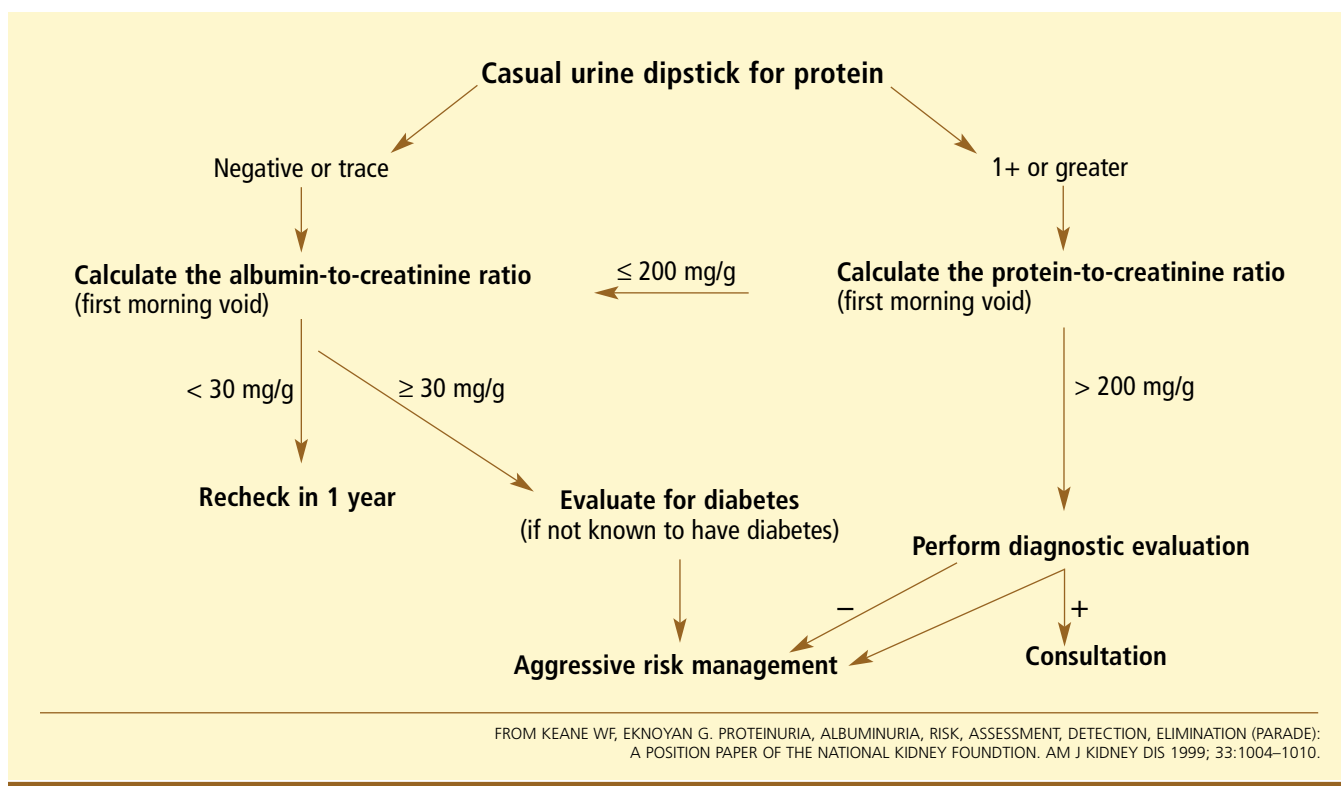 Casual urine dipstick for protein
Negative or trace
1+ or greater
Calculate the albumin-to-creatinine ratio
(first morning void)
≤ 200 mg/g
Calculate the protein-to-creatinine ratio
(first morning void)
< 30 mg/g
≥ 30 mg/g
> 200 mg/g
Recheck in 1 year
Evaluate for diabetes
(if not known to have diabetes)
Perform diagnostic evaluation
–
+
Aggressive risk management
Consultation
FROM KEANE WF, EKNOYAN G. PROTEINURIA, ALBUMINURIA, RISK, ASSESSMENT, DETECTION, ELIMINATION (PARADE):
A POSITION PAPER OF THE NATIONAL KIDNEY FOUNDTION. AM J KIDNEY DIS 1999; 33:1004–1010.